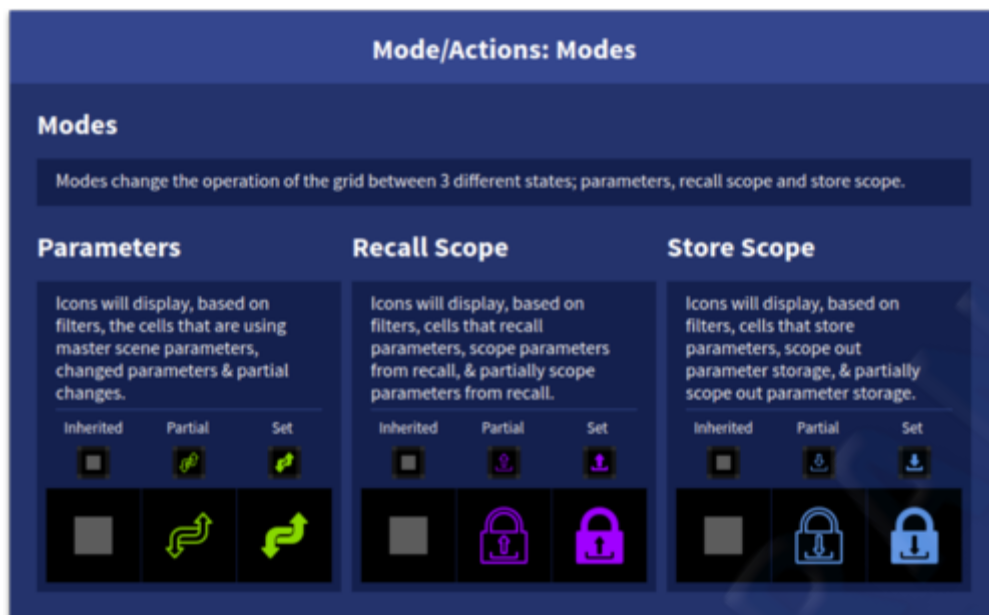 Mode/Actions: Modes
Modes
Modes change the operation of the grid between 3 different states; parameters, recall scope and store scope.
Parameters
Icons will display, based on
filters, the cells that are using
master scene parameters,
changed parameters & partial
changes.
Inherited Partial Set
Recall Scope
Icons will display, based on
filters, cells that recall
parameters, scope parameters
from recall, & partially scope
parameters from recall.
Inherited Partial Set
Store Scope
Icons will display, based on
filters, cells that store
parameters, scope out
parameter storage, & partially
scope out parameter storage.
Inherited Partial Set